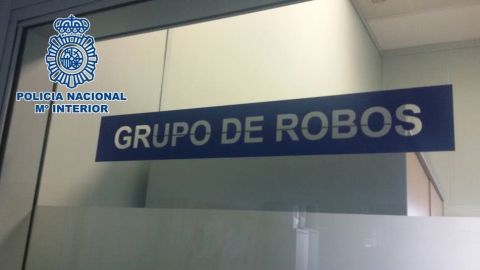 POLICIA NACIONAL
Mº INTERIOR
GRUPO DE ROBOS